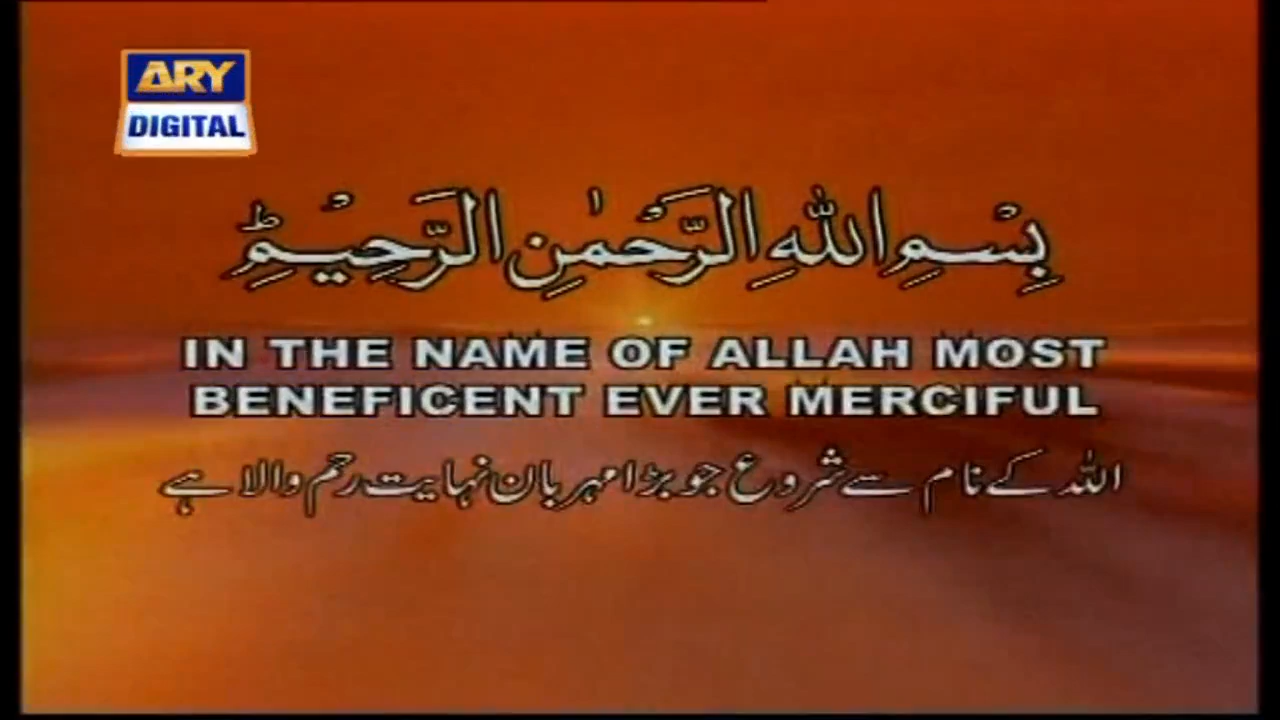 ARY
DIGITAL
بِسْمِ اللّٰهِ الرَّحْمٰنِ الرَّحِيْمِؕ
IN THE NAME OF ALLAH MOST
BENEFICENT EVER MERCIFUL
اللہ کے نام سے شروع جو بڑا مہربان نہایت رحم والا ہے